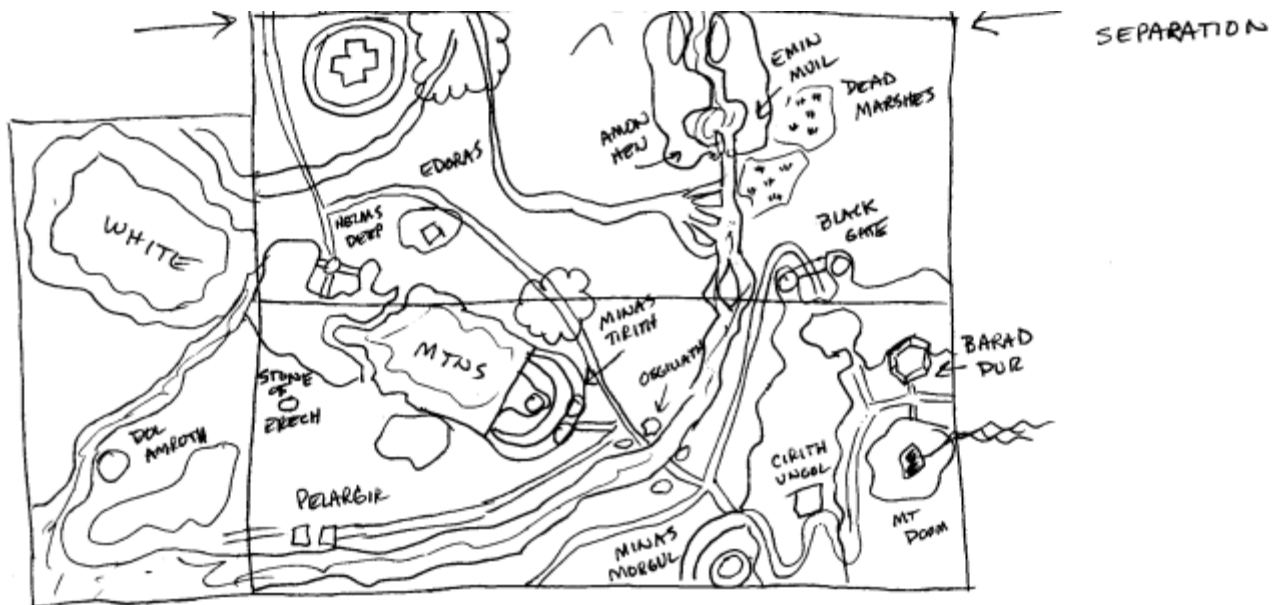 SEPARATION
EMIN
MUIL
DEAD
MARSHES
AMON
HEN
EDORAS
WHITE
HELMS
DEEP
BLACK
GATE
MINAS
TIRITH
MTNS
OSGILIATH
BARAD
DUR
STONE
OF
ERECH
DOL
AMROTH
CIRITH
UNGOL
PELARGIR
MT
DOOM
MINAS
MORGUL